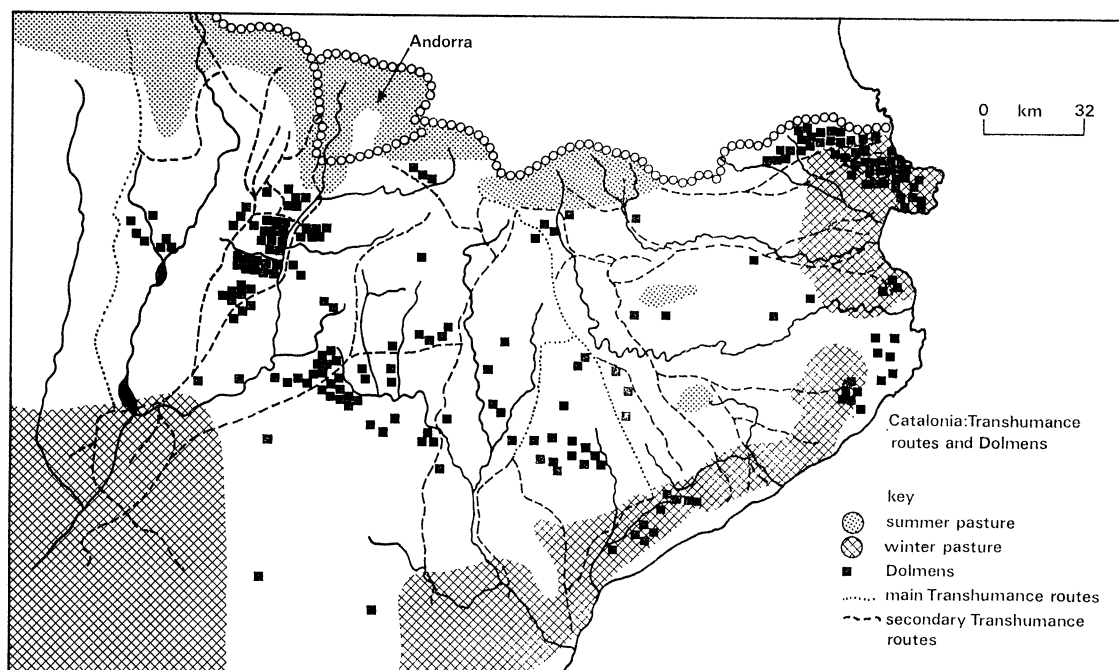 Andorra
0 km 32
Catalonia:Transhumance
routes and Dolmens
key
summer pasture
winter pasture
Dolmens
main Transhumance routes
secondary Transhumance
routes